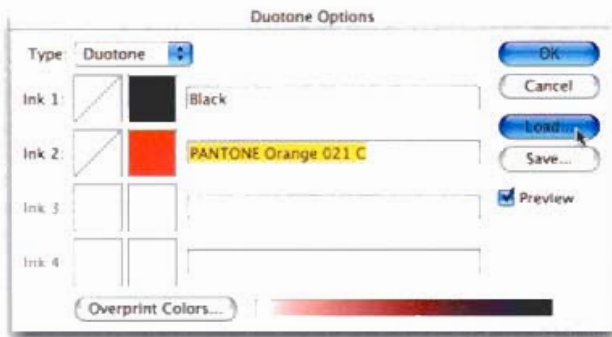 Duotone Options
Type: Duotone
OK
Cancel
Ink 1: Black
Load...
Ink 2: PANTONE Orange 021 C
Save...
Ink 3
Preview
Ink 4
Overprint Colors...